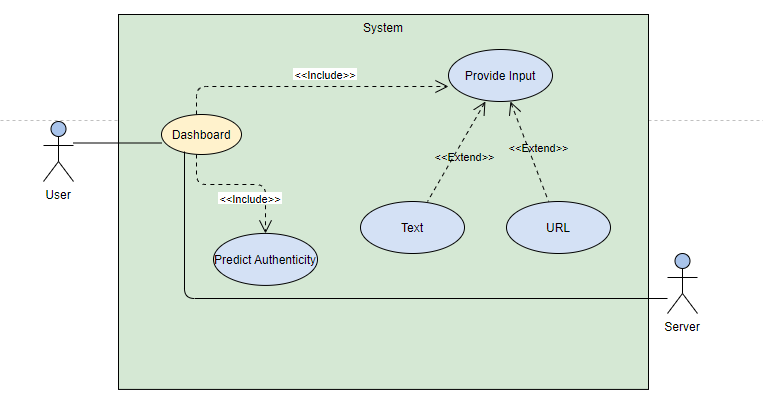 System
<<Include>>
Provide Input
Dashboard
<<Extend>>
<<Extend>>
User
<<Include>>
Text
URL
Predict Authenticity
Server